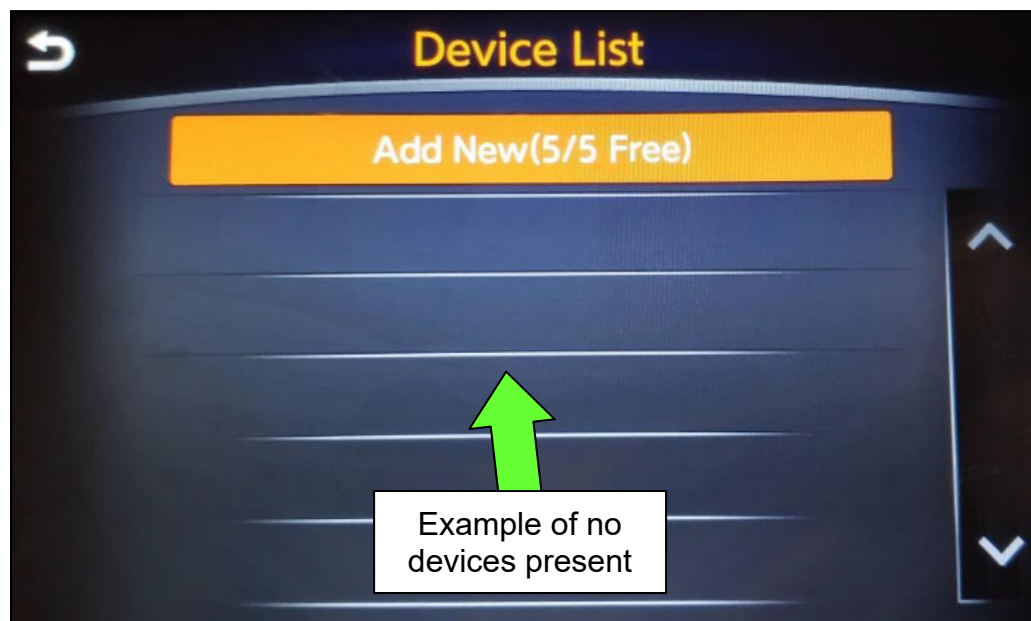 Device List
Add New(5/5 Free)
Example of no
devices present